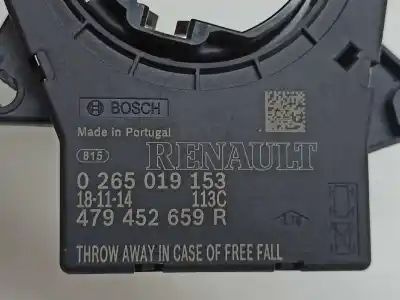 BOSCH
Made in Portugal
815 RENAULT
0 265 019 153
18-11-14 113C
479 452 659 R
THROW AWAY IN CASE OF FREE FALL